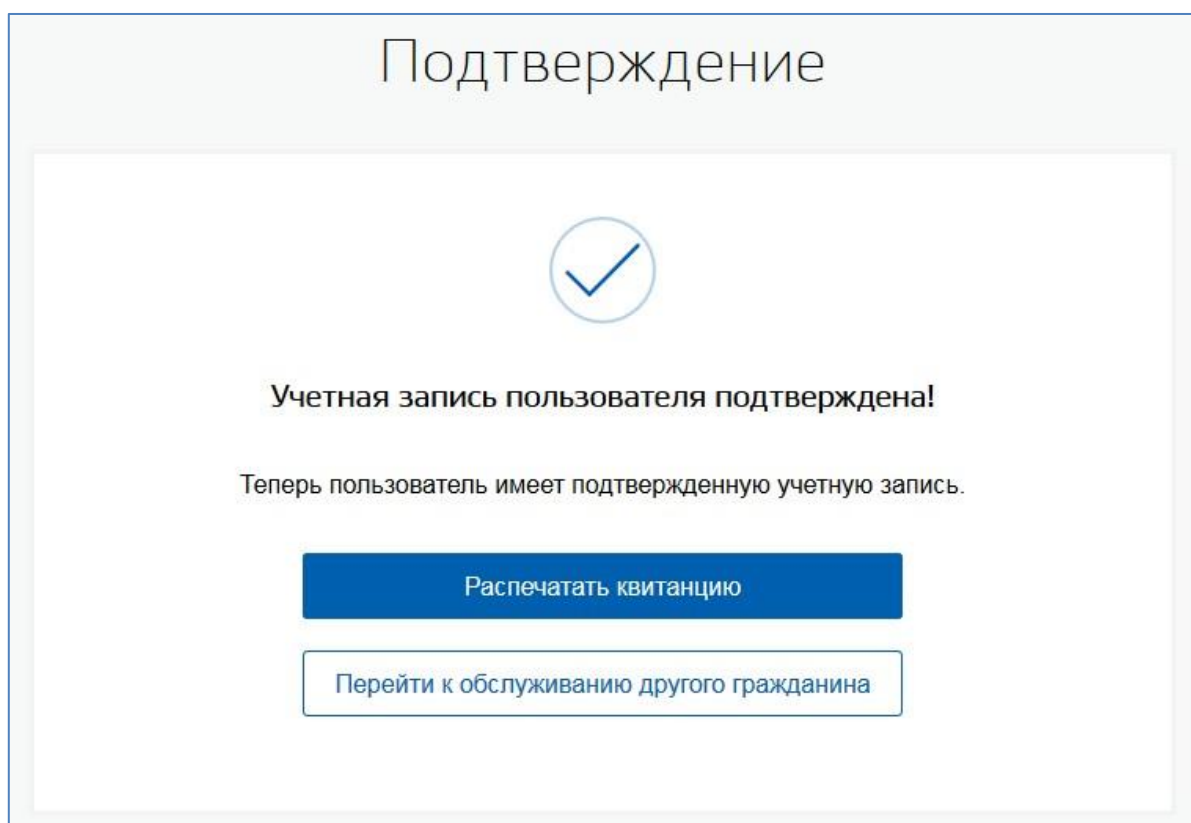 Подтверждение
Учетная запись пользователя подтверждена!
Теперь пользователь имеет подтвержденную учетную запись.
Распечатать квитанцию
Перейти к обслуживанию другого гражданина